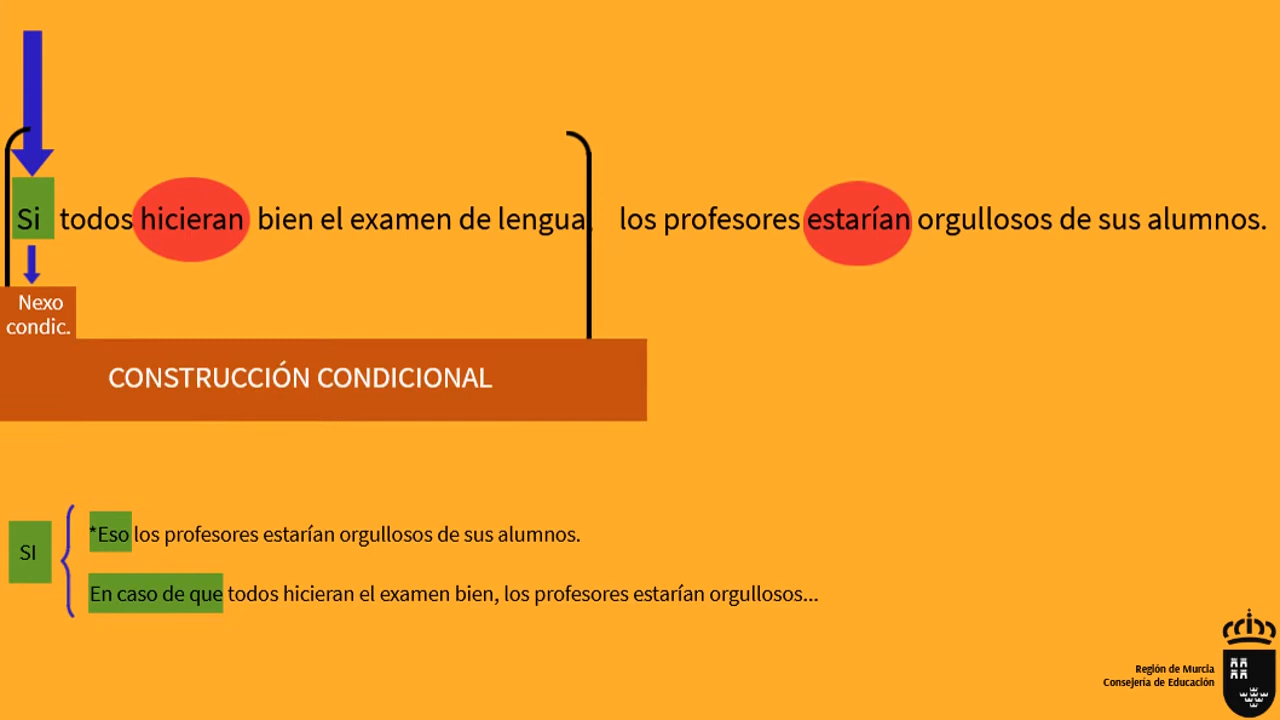 Si todos hicieran bien el examen de lengua, los profesores estarían orgullosos de sus alumnos.
Nexo
condic.
CONSTRUCCIÓN CONDICIONAL
SI
*Eso los profesores estarían orgullosos de sus alumnos.
En caso de que todos hicieran el examen bien, los profesores estarían orgullosos...
Región de Murcia
Consejería de Educación